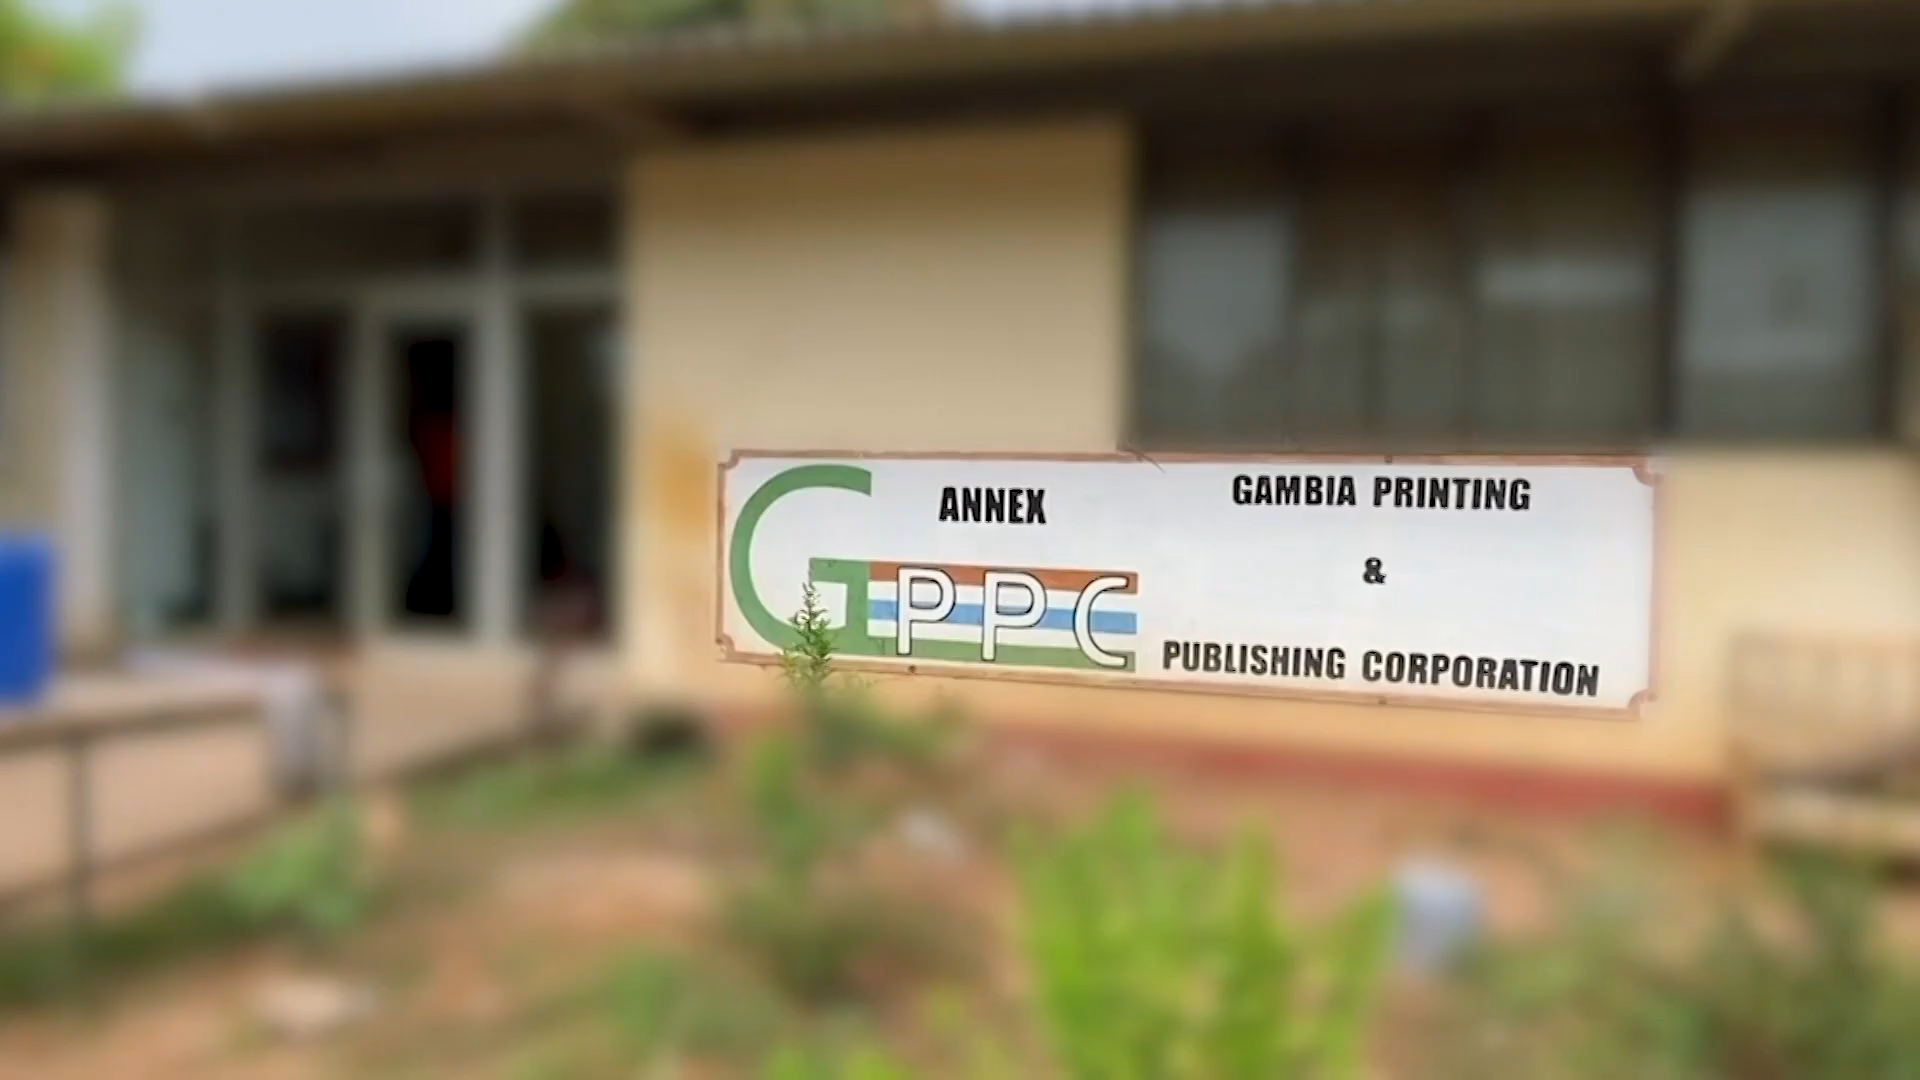 ANNEX
GPPC
GAMBIA PRINTING
&
PUBLISHING CORPORATION